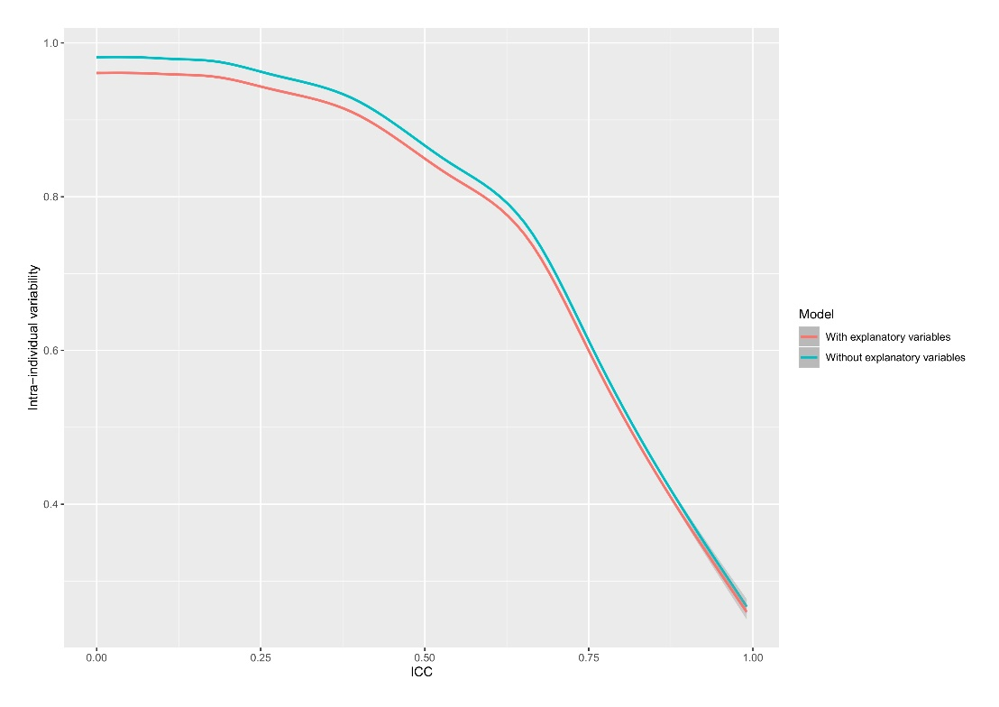 1.0
0.8
0.6
0.4
Intra−individual variability
0.00 0.25 0.50 0.75 1.00
ICC
Model
With explanatory variables
Without explanatory variables